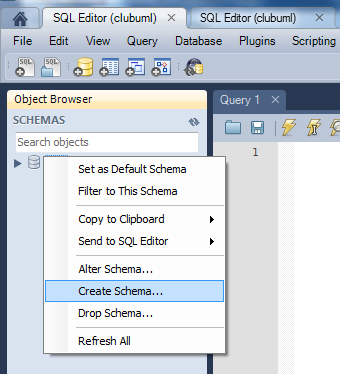 SQL Editor (clubuml) SQL Editor (clubuml)
File Edit View Query Database Plugins Scripting
Object Browser
Query 1
SCHEMAS
Search objects
1
Set as Default Schema
Filter to This Schema
Copy to Clipboard
Send to SQL Editor
Alter Schema...
Create Schema...
Drop Schema...
Refresh All